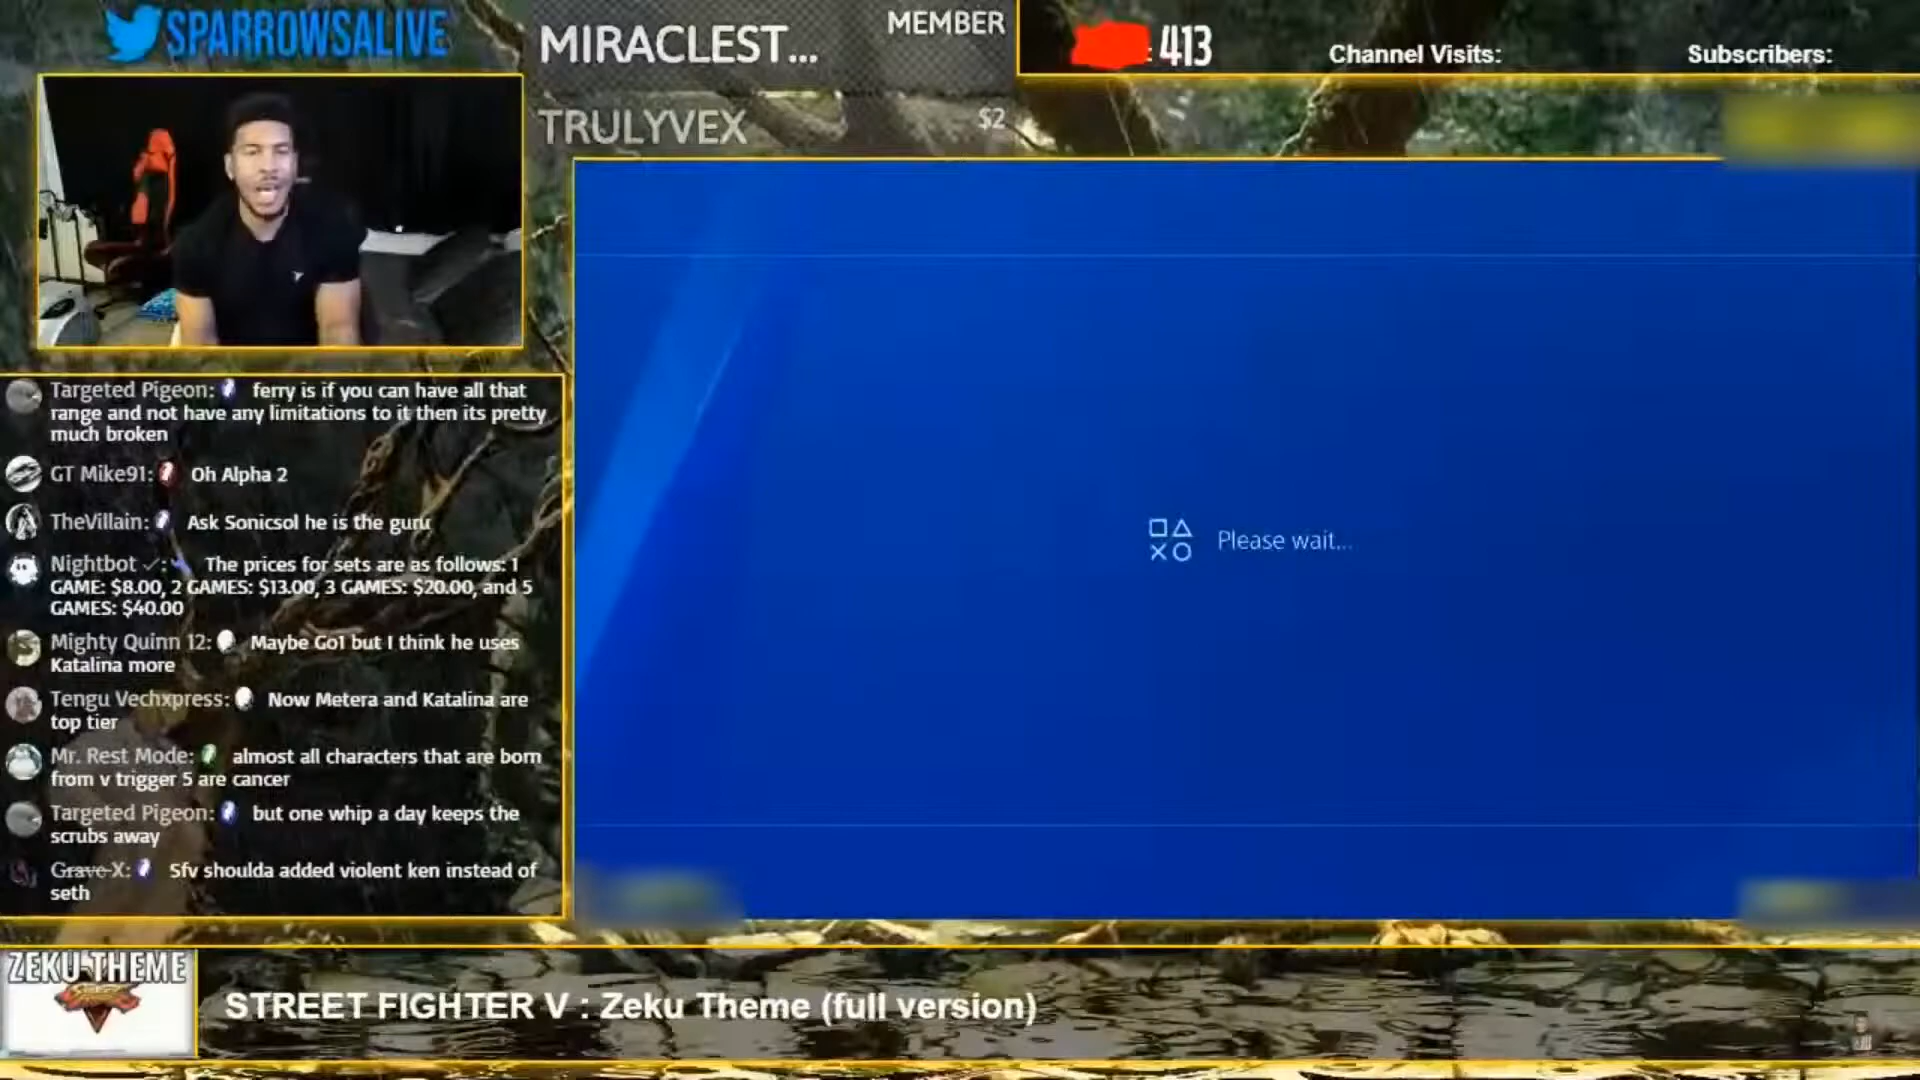 SPARROWSALIVE
MIRACLEST...
MEMBER
TRULYVEX
$2
: 413
Channel Visits:
Subscribers:
Targeted Pigeon: ferry is if you can have all that
range and not have any limitations to it then its pretty
much broken
GT Mike91: Oh Alpha 2
TheVillain: Ask Sonicsol he is the guru
Nightbot ✓: The prices for sets are as follows: 1
GAME: $8.00, 2 GAMES: $13.00, 3 GAMES: $20.00, and 5
GAMES: $40.00
Mighty Quinn 12: Maybe Go1 but I think he uses
Katalina more
Tengu Vechxpress: Now Metera and Katalina are
top tier
Mr. Rest Mode: almost all characters that are born
from v trigger 5 are cancer
Targeted Pigeon: but one whip a day keeps the
scrubs away
Grave-X: Sfv shoulda added violent ken instead of
seth
Please wait...
ZEKU THEME
STREET FIGHTER V : Zeku Theme (full version)